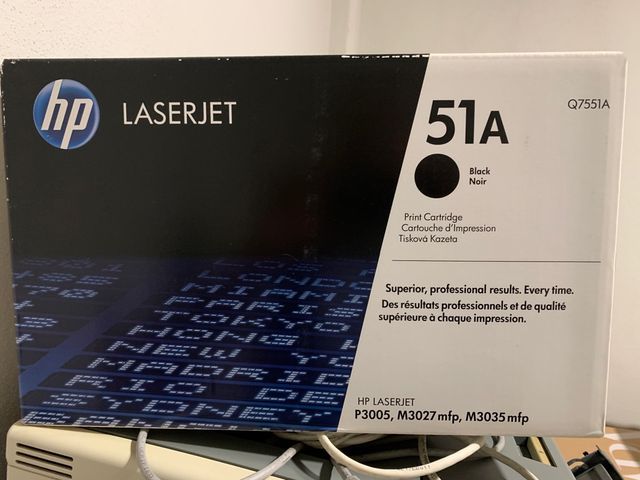 hp
LASERJET
51A
Q7551A
Black
Noir
Print Cartridge
Cartouche d'Impression
Tisková Kazeta
Superior, professional results. Every time.
Des résultats professionnels et de qualité
supérieure à chaque impression.
HP LASERJET
P3005, M3027 mfp, M3035 mfp